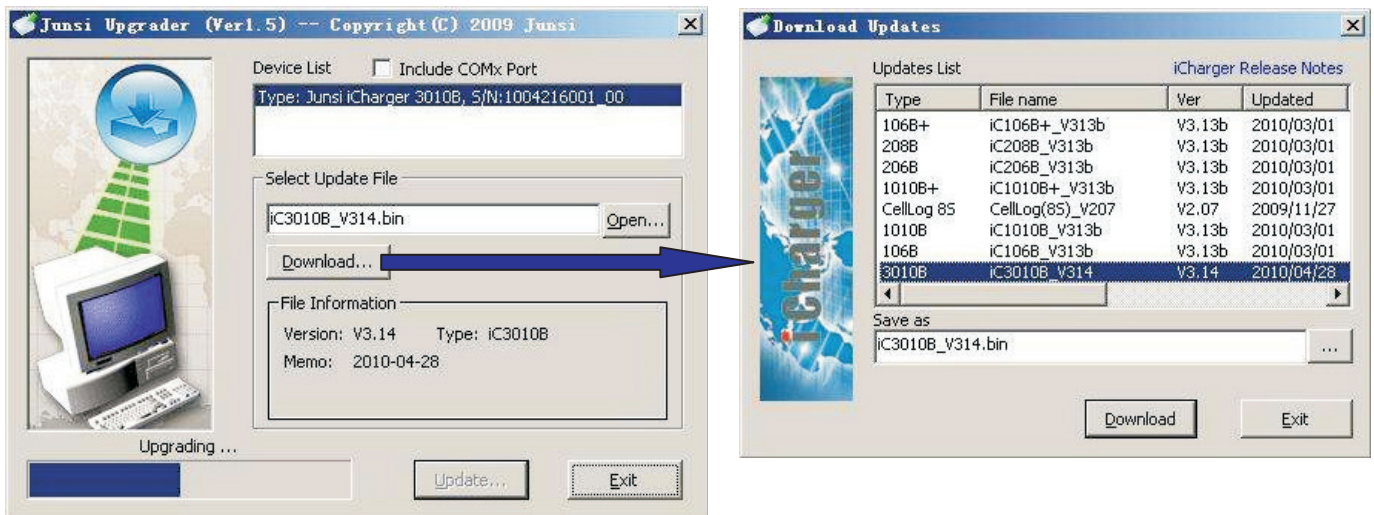 Junsi Upgrader (Ver1.5) -- Copyright(C) 2009 Junsi
Device List Include COMx Port
Type: Junsi iCharger 3010B, S/N:1004216001_00
Select Update File
iC3010B_V314.bin Open...
Download...
File Information
Version: V3.14 Type: iC3010B
Memo: 2010-04-28
Upgrading ...
Update... Exit
Download Updates
iCharger
Updates List iCharger Release Notes
Type File name Ver Updated
106B+ iC106B+_V313b V3.13b 2010/03/01
208B iC208B_V313b V3.13b 2010/03/01
206B iC206B_V313b V3.13b 2010/03/01
1010B+ iC1010B+_V313b V3.13b 2010/03/01
CellLog 8S CellLog(8S)_V207 V2.07 2009/11/27
1010B iC1010B_V313b V3.13b 2010/03/01
106B iC106B_V313b V3.13b 2010/03/01
3010B iC3010B_V314 V3.14 2010/04/28
Save as
iC3010B_V314.bin ...
Download Exit